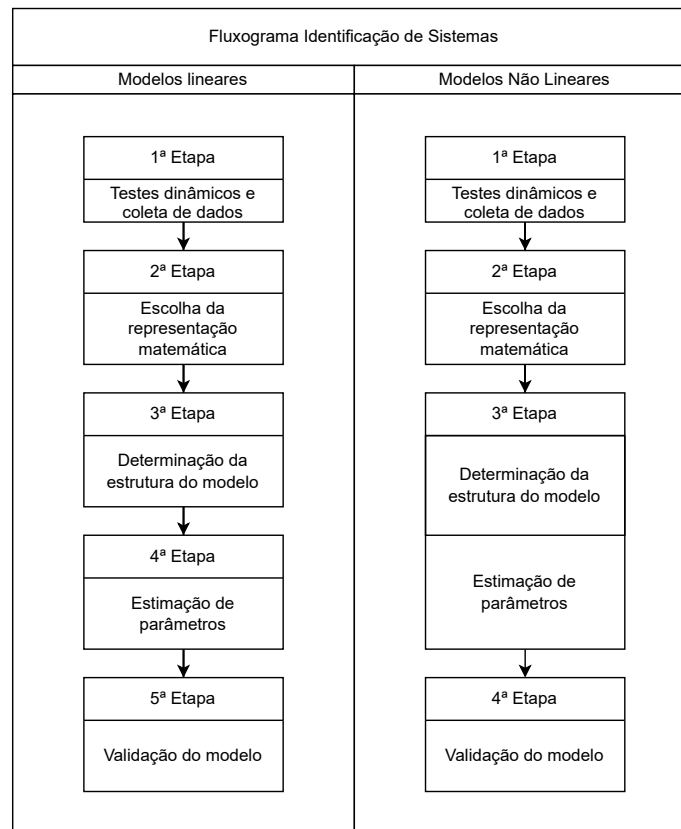 Fluxograma Identificação de Sistemas
Modelos lineares
1ª Etapa
Testes dinâmicos e
coleta de dados
2ª Etapa
Escolha da
representação
matemática
3ª Etapa
Determinação da
estrutura do modelo
4ª Etapa
Estimação de
parâmetros
5ª Etapa
Validação do modelo
Modelos Não Lineares
1ª Etapa
Testes dinâmicos e
coleta de dados
2ª Etapa
Escolha da
representação
matemática
3ª Etapa
Determinação da
estrutura do modelo
Estimação de
parâmetros
4ª Etapa
Validação do modelo